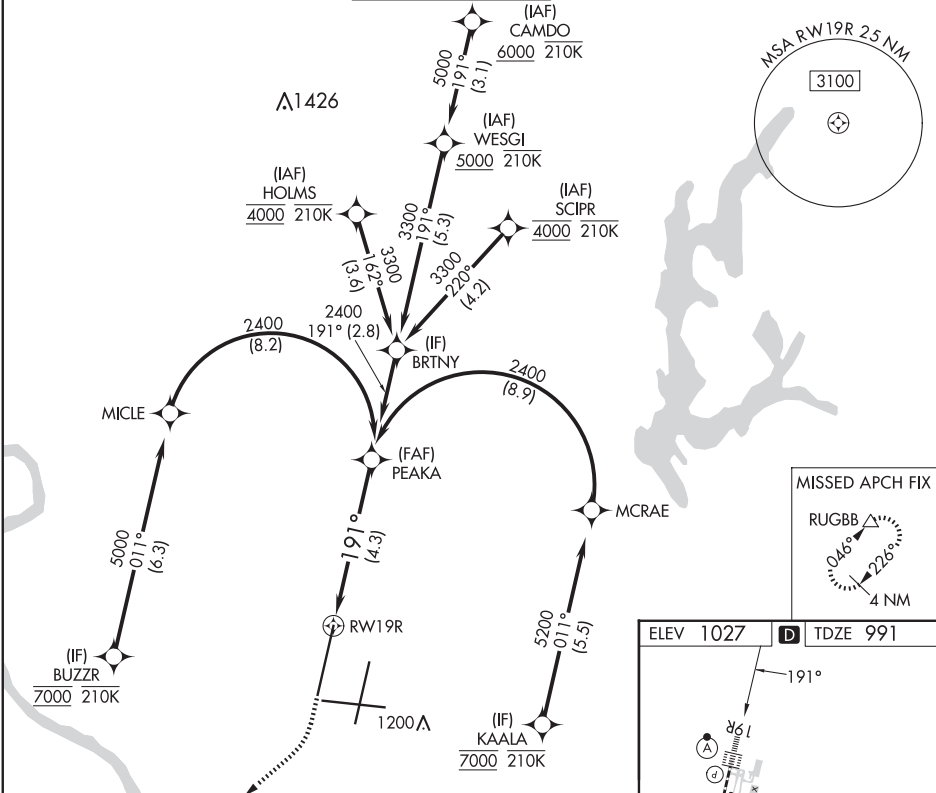 (IAF)
CAMDO
6000 210K
5000
191°
(3.1)
1426
(IAF)
WESGI
5000 210K
MSA RW19R 25 NM
3100
(IAF)
HOLMS
4000 210K
(IAF)
SCIPR
4000 210K
3300
191°
(5.3)
3300
162°
(3.6)
3300
220°
(4.2)
2400
191° (2.8)
(IF)
BRTNY
2400
(8.2)
2400
(8.9)
MICLE
(FAF)
PEAKA
MCRAE
5000
011°
(6.3)
191°
(4.3)
MISSED APCH FIX
RUGBB
046°
226°
4 NM
RW19R
5200
011°
(5.5)
(IF)
BUZZR
7000 210K
1200
(IF)
KAALA
7000 210K
ELEV 1027 D TDZE 991
191°
19R
A
P